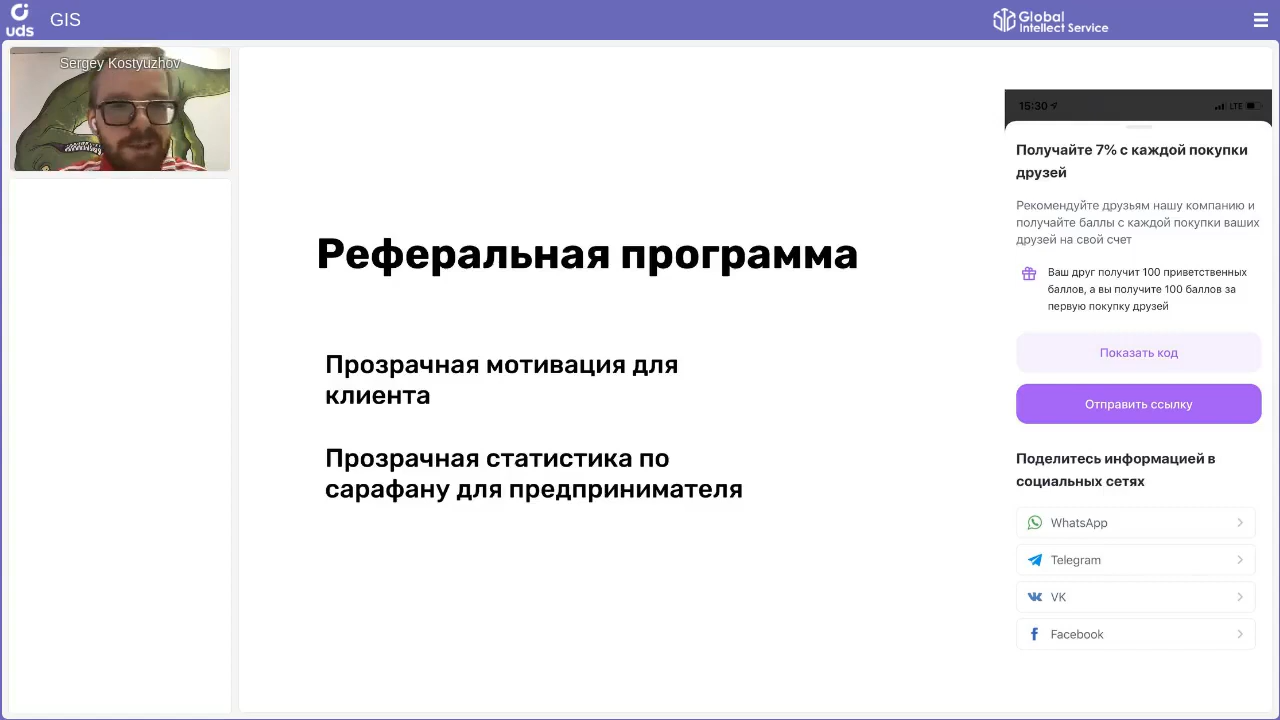 uds
GIS
Global
Intellect Service
Sergey Kostyuzhov
Реферальная программа
Прозрачная мотивация для
клиента
Прозрачная статистика по
сарафану для предпринимателя
15:30
LTE
Получайте 7% с каждой покупки
друзей
Рекомендуйте друзьям нашу компанию и
получайте баллы с каждой покупки ваших
друзей на свой счет
Ваш друг получит 100 приветственных
баллов, а вы получите 100 баллов за
первую покупку друзей
Показать код
Отправить ссылку
Поделитесь информацией в
социальных сетях
WhatsApp
Telegram
VK
Facebook